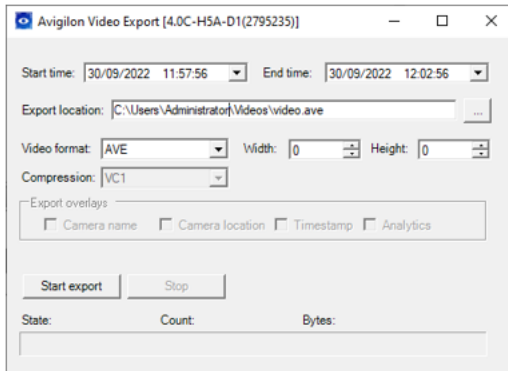 Avigilon Video Export [4.0C-H5A-D1(2795235)]
Start time: 30/09/2022 11:57:56 End time: 30/09/2022 12:02:56
Export location: C:\Users\Administrator\Videos\video.ave ...
Video format: AVE Width: 0 Height: 0
Compression: VC1
Export overlays
Camera name Camera location Timestamp Analytics
Start export Stop
State: Count: Bytes: